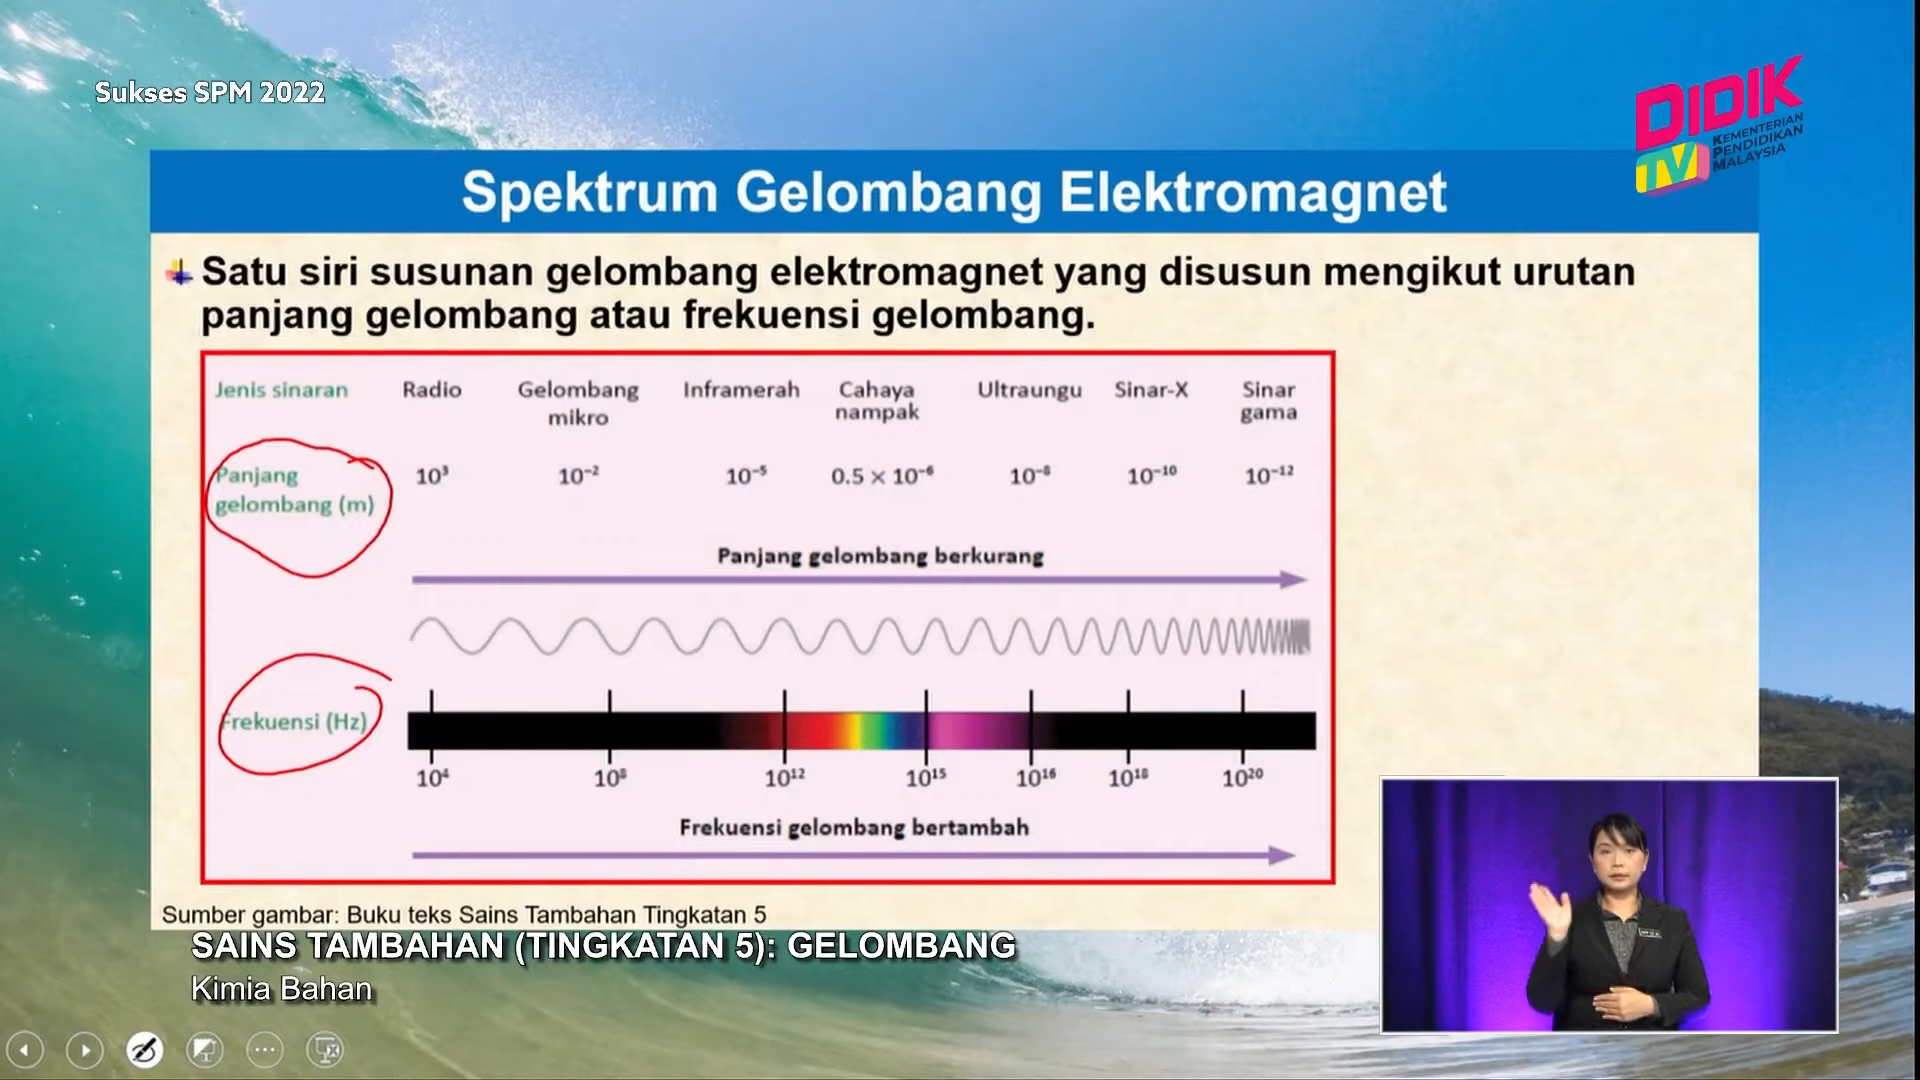 Sukses SPM 2022
DIDIK
TV
KEMENTERIAN
PENDIDIKAN
MALAYSIA
Spektrum Gelombang Elektromagnet
Satu siri susunan gelombang elektromagnet yang disusun mengikut urutan
panjang gelombang atau frekuensi gelombang.
Jenis sinaran Radio Gelombang mikro Inframerah Cahaya nampak Ultraungu Sinar-X Sinar gama
Panjang gelombang (m) 10³ 10⁻² 10⁻⁵ 0.5 × 10⁻⁶ 10⁻⁸ 10⁻¹⁰ 10⁻¹²
Panjang gelombang berkurang
Frekuensi (Hz)
10⁴ 10⁸ 10¹² 10¹⁵ 10¹⁶ 10¹⁸ 10²⁰
Frekuensi gelombang bertambah
Sumber gambar: Buku teks Sains Tambahan Tingkatan 5
SAINS TAMBAHAN (TINGKATAN 5): GELOMBANG
Kimia Bahan